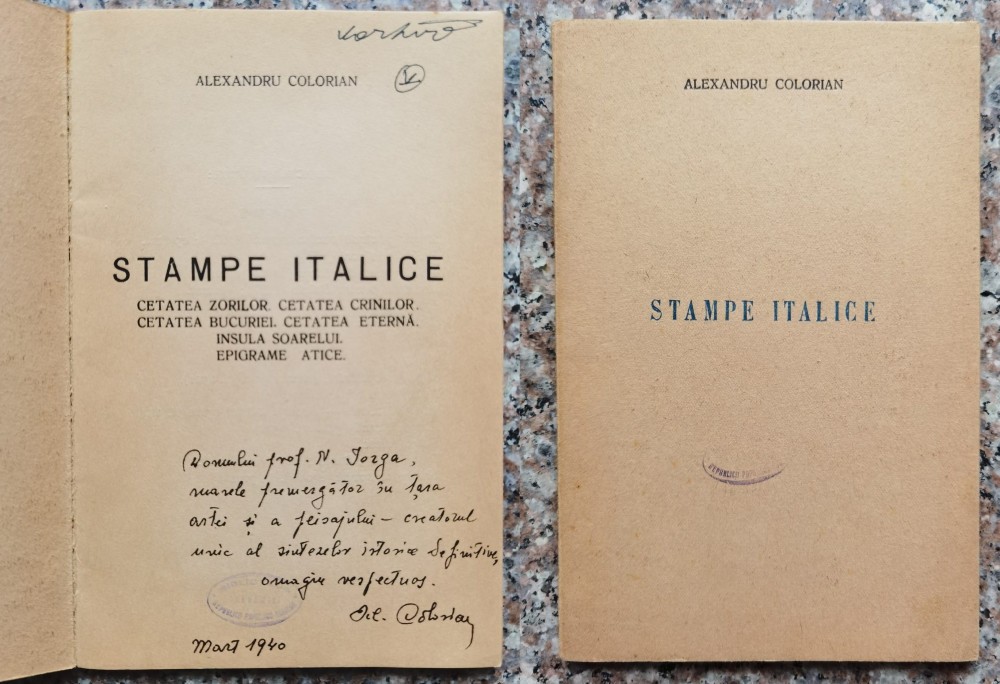 ALEXANDRU COLORIAN
STAMPE ITALICE
CETATEA ZORILOR. CETATEA CRINILOR.
CETATEA BUCURIEI. CETATEA ETERNĂ.
INSULA SOARELUI.
EPIGRAME ATICE.
Domnului prof. N. Iorga,
marele premergător în țara
artei și a peisajului – creatorul
unic al sintezelor istorice definitive,
omagiu respectuos.
Al. Colorian
Mart 1940
ALEXANDRU COLORIAN
STAMPE ITALICE